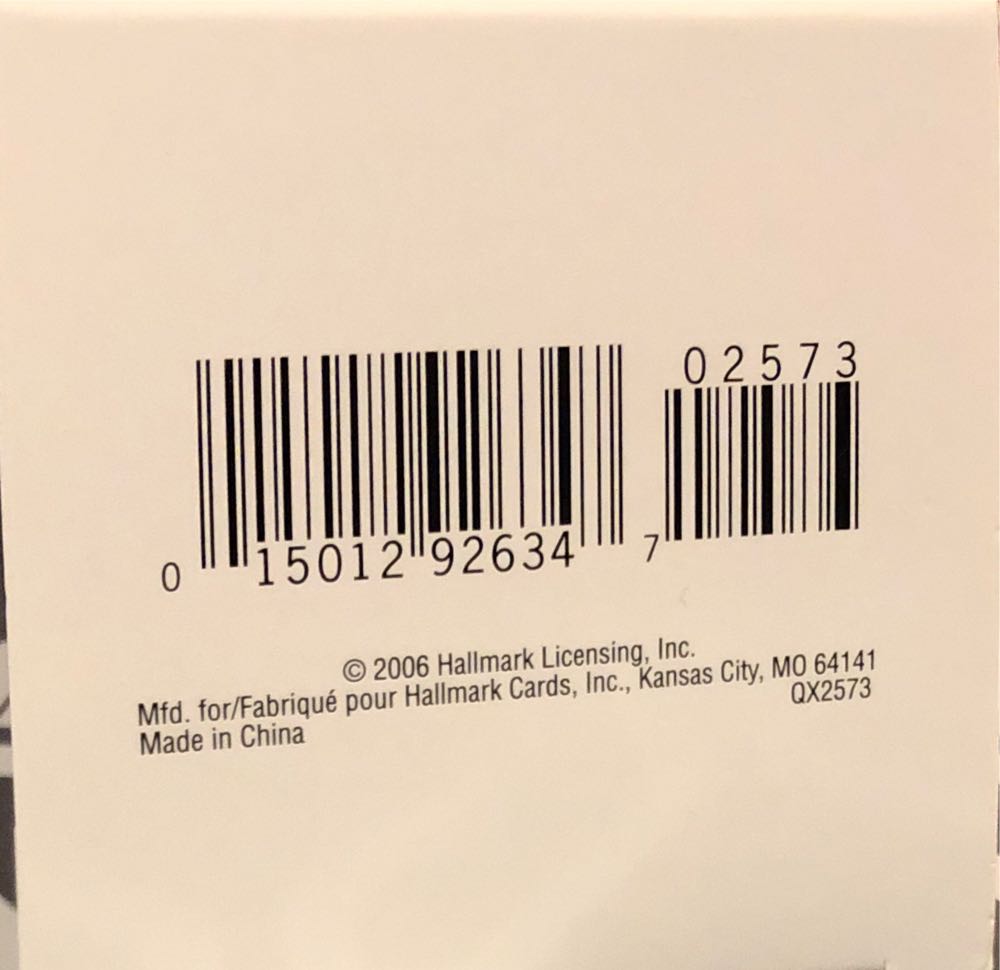 02573
0 15012 92634 7
© 2006 Hallmark Licensing, Inc.
Mfd. for/Fabriqué pour Hallmark Cards, Inc., Kansas City, MO 64141
Made in China QX2573